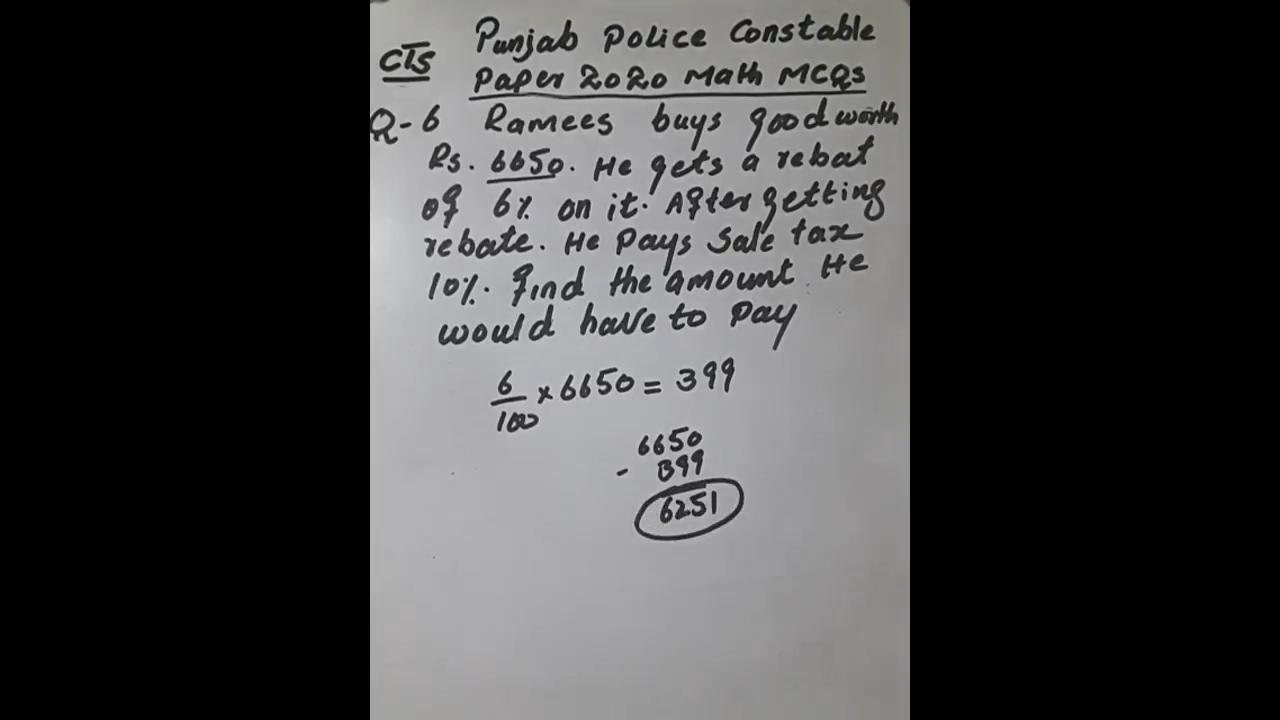 Punjab Police Constable
CTS Paper 2020 Math MCQs
Q-6 Ramees buys good worth
Rs. 6650. He gets a rebat
of 6% on it. After getting
rebate. He Pays Sale tax
10%. find the amount He
would have to Pay
6/100 × 6650 = 399
6650
- 399
6251